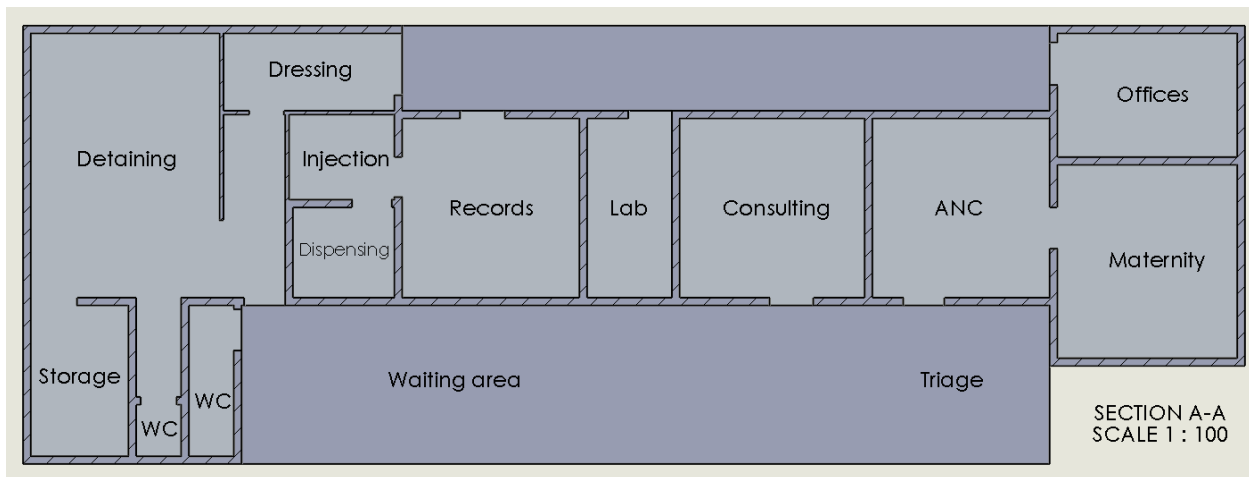 Dressing
Offices
Detaining
Injection
Records
Lab
Consulting
ANC
Dispensing
Maternity
Storage
WC
WC
Waiting area
Triage
SECTION A-A
SCALE 1 : 100